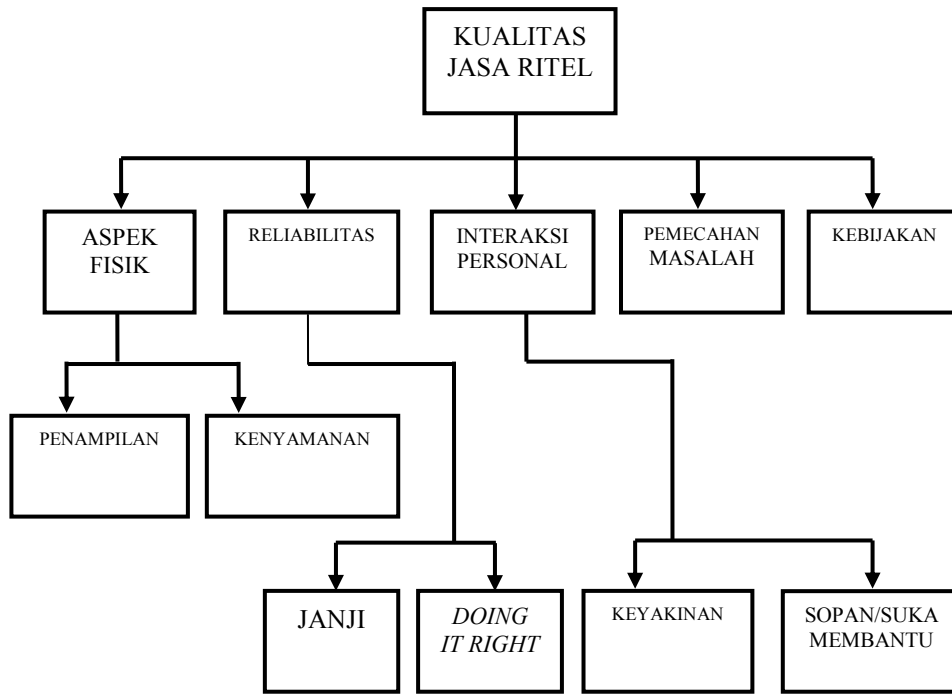 KUALITAS
JASA RITEL
ASPEK
FISIK
RELIABILITAS
INTERAKSI
PERSONAL
PEMECAHAN
MASALAH
KEBIJAKAN
PENAMPILAN
KENYAMANAN
JANJI
DOING
IT RIGHT
KEYAKINAN
SOPAN/SUKA
MEMBANTU